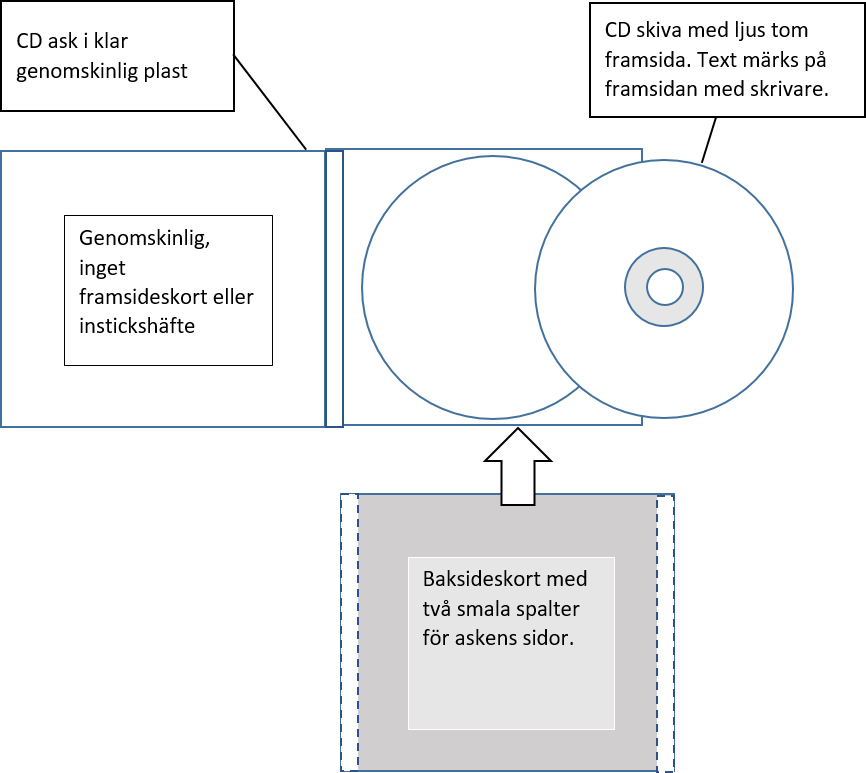 CD ask i klar
genomskinlig plast
CD skiva med ljus tom
framsida. Text märks på
framsidan med skrivare.
Genomskinlig,
inget
framsideskort eller
instickshäfte
Baksideskort med
två smala spalter
för askens sidor.